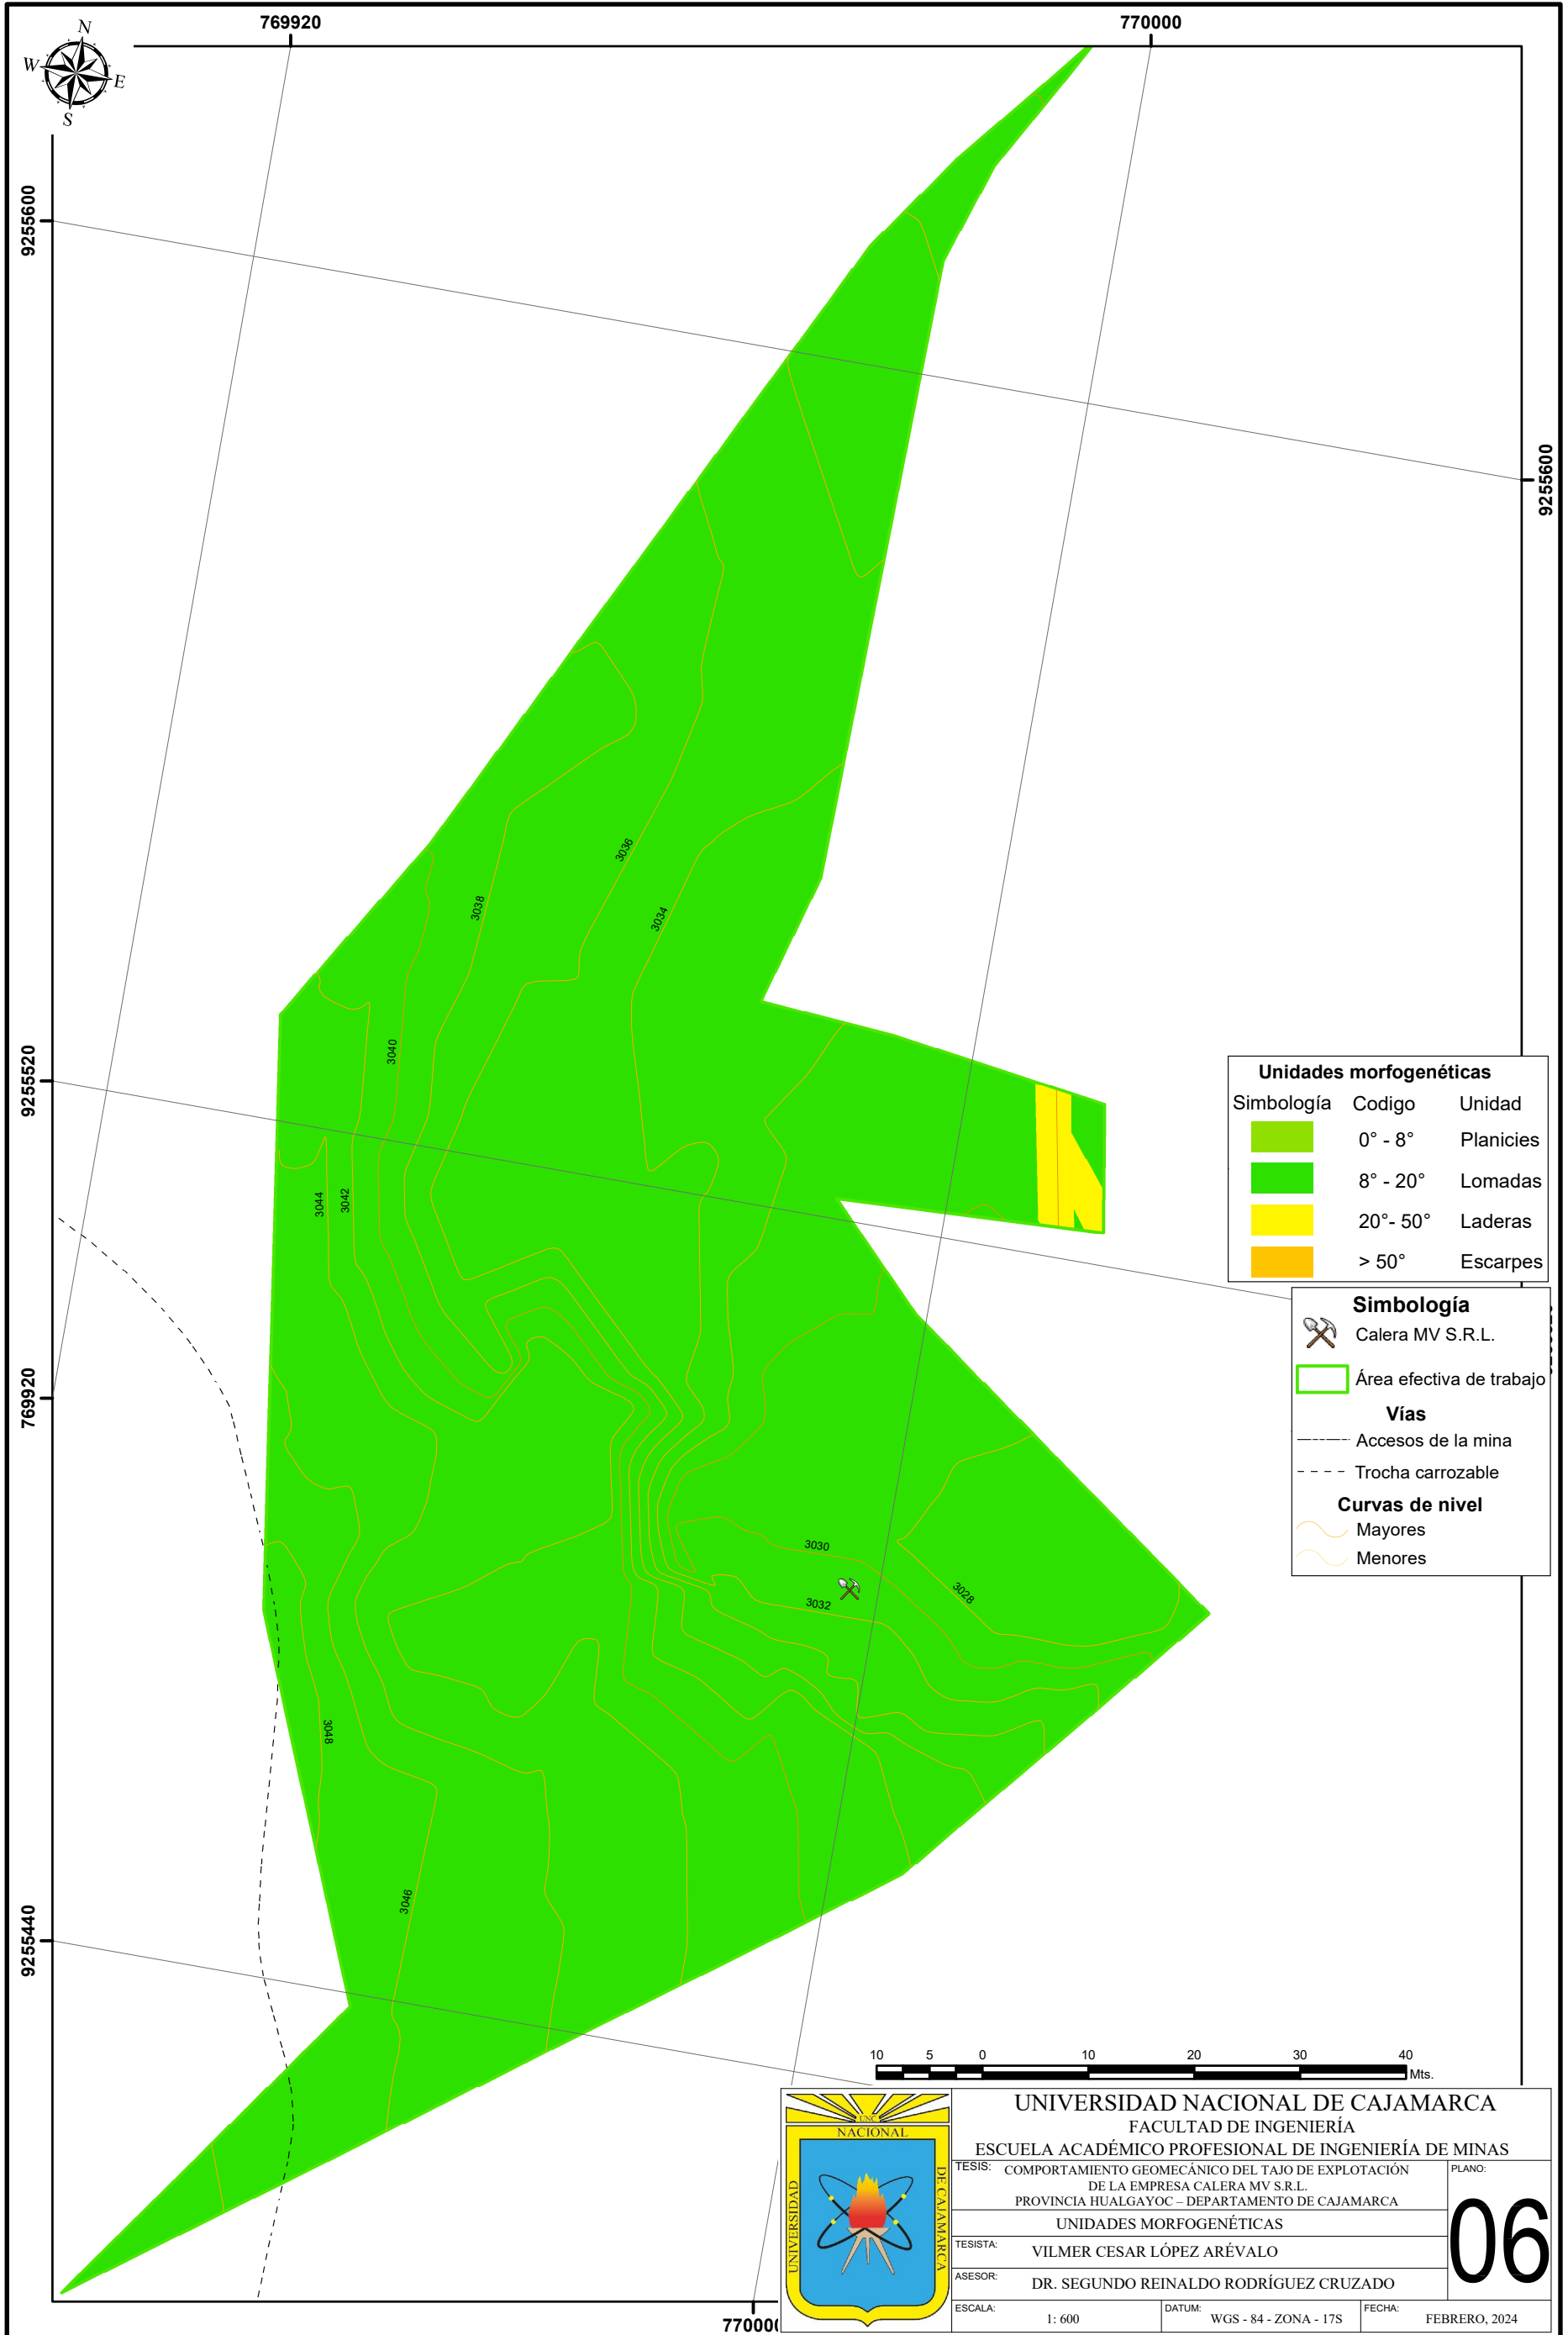 769920
770000
N
W
E
S
9255600
9255600
3036
3038
3034
3040
9255520
3044
3042
Unidades morfogenéticas
Simbología Codigo Unidad
0° - 8° Planicies
8° - 20° Lomadas
20°- 50° Laderas
> 50° Escarpes
Simbología
Calera MV S.R.L.
Área efectiva de trabajo
Vías
Accesos de la mina
Trocha carrozable
Curvas de nivel
Mayores
Menores
769920
3030
3028
3032
3048
3046
9255440
10 5 0 10 20 30 40
Mts.
UNC
NACIONAL
UNIVERSIDAD
DE CAJAMARCA
UNIVERSIDAD NACIONAL DE CAJAMARCA
FACULTAD DE INGENIERÍA
ESCUELA ACADÉMICO PROFESIONAL DE INGENIERÍA DE MINAS
TESIS: COMPORTAMIENTO GEOMECÁNICO DEL TAJO DE EXPLOTACIÓN
DE LA EMPRESA CALERA MV S.R.L.
PROVINCIA HUALGAYOC – DEPARTAMENTO DE CAJAMARCA
PLANO:
06
UNIDADES MORFOGENÉTICAS
TESISTA: VILMER CESAR LÓPEZ ARÉVALO
ASESOR: DR. SEGUNDO REINALDO RODRÍGUEZ CRUZADO
ESCALA: 1: 600
DATUM: WGS - 84 - ZONA - 17S
FECHA: FEBRERO, 2024